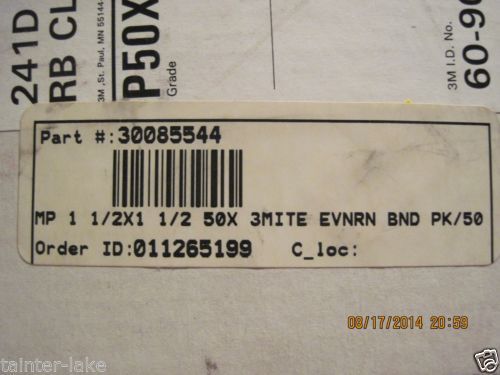 241D
RB CL
3M ,St. Paul, MN 55144
P50X
Grade
3M I.D. No.
60-90
Part #:30085544
MP 1 1/2X1 1/2 50X 3MITE EVNRN BND PK/50
Order ID:011265199 C_loc:
08/17/2014 20:59
tainter-lake